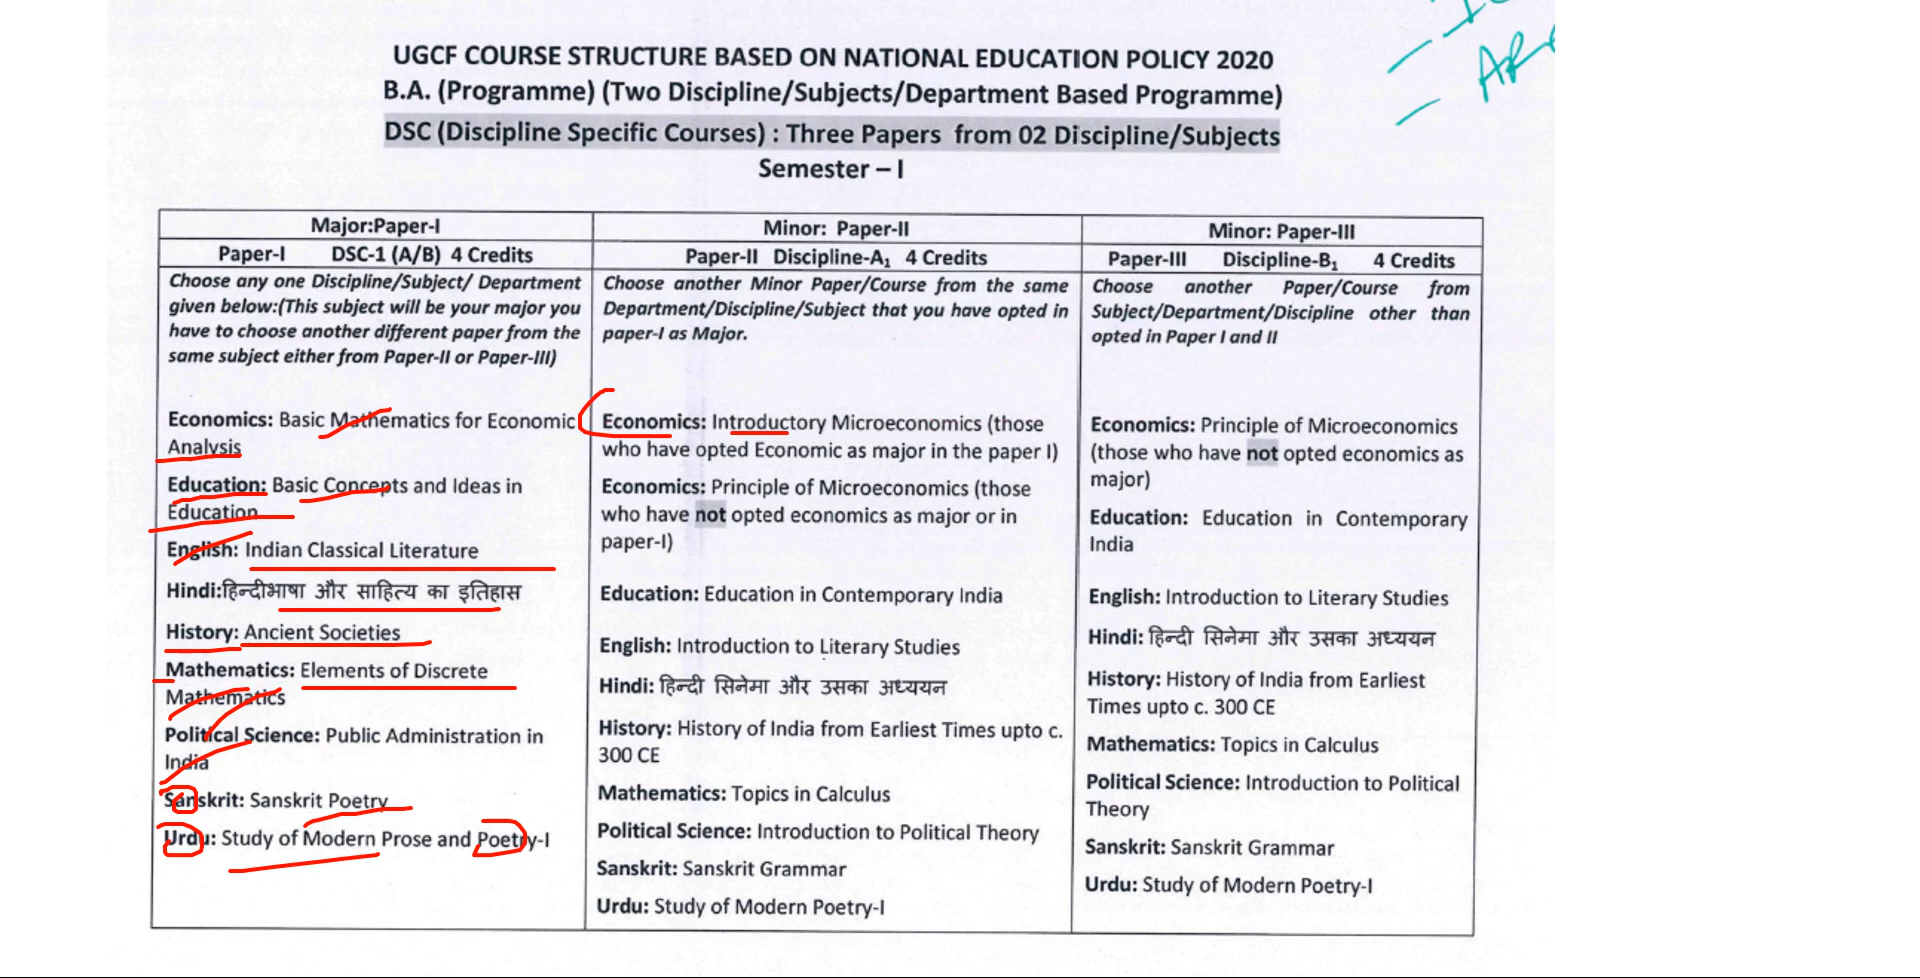 UGCF COURSE STRUCTURE BASED ON NATIONAL EDUCATION POLICY 2020
B.A. (Programme) (Two Discipline/Subjects/Department Based Programme)
DSC (Discipline Specific Courses) : Three Papers from 02 Discipline/Subjects
Semester – I
Major:Paper-I
Paper-I DSC-1 (A/B) 4 Credits
Choose any one Discipline/Subject/ Department
given below:(This subject will be your major you
have to choose another different paper from the
same subject either from Paper-II or Paper-III)
Economics: Basic Mathematics for Economic
Analysis
Education: Basic Concepts and Ideas in
Education
English: Indian Classical Literature
Hindi:हिन्दीभाषा और साहित्य का इतिहास
History: Ancient Societies
Mathematics: Elements of Discrete
Mathematics
Political Science: Public Administration in
India
Sanskrit: Sanskrit Poetry
Urdu: Study of Modern Prose and Poetry-I
Minor: Paper-II
Paper-II Discipline-A₁ 4 Credits
Choose another Minor Paper/Course from the same
Department/Discipline/Subject that you have opted in
paper-I as Major.
Economics: Introductory Microeconomics (those
who have opted Economic as major in the paper I)
Economics: Principle of Microeconomics (those
who have not opted economics as major or in
paper-I)
Education: Education in Contemporary India
English: Introduction to Literary Studies
Hindi: हिन्दी सिनेमा और उसका अध्ययन
History: History of India from Earliest Times upto c.
300 CE
Mathematics: Topics in Calculus
Political Science: Introduction to Political Theory
Sanskrit: Sanskrit Grammar
Urdu: Study of Modern Poetry-I
Minor: Paper-III
Paper-III Discipline-B₁ 4 Credits
Choose another Paper/Course from
Subject/Department/Discipline other than
opted in Paper I and II
Economics: Principle of Microeconomics
(those who have not opted economics as
major)
Education: Education in Contemporary
India
English: Introduction to Literary Studies
Hindi: हिन्दी सिनेमा और उसका अध्ययन
History: History of India from Earliest
Times upto c. 300 CE
Mathematics: Topics in Calculus
Political Science: Introduction to Political
Theory
Sanskrit: Sanskrit Grammar
Urdu: Study of Modern Poetry-I